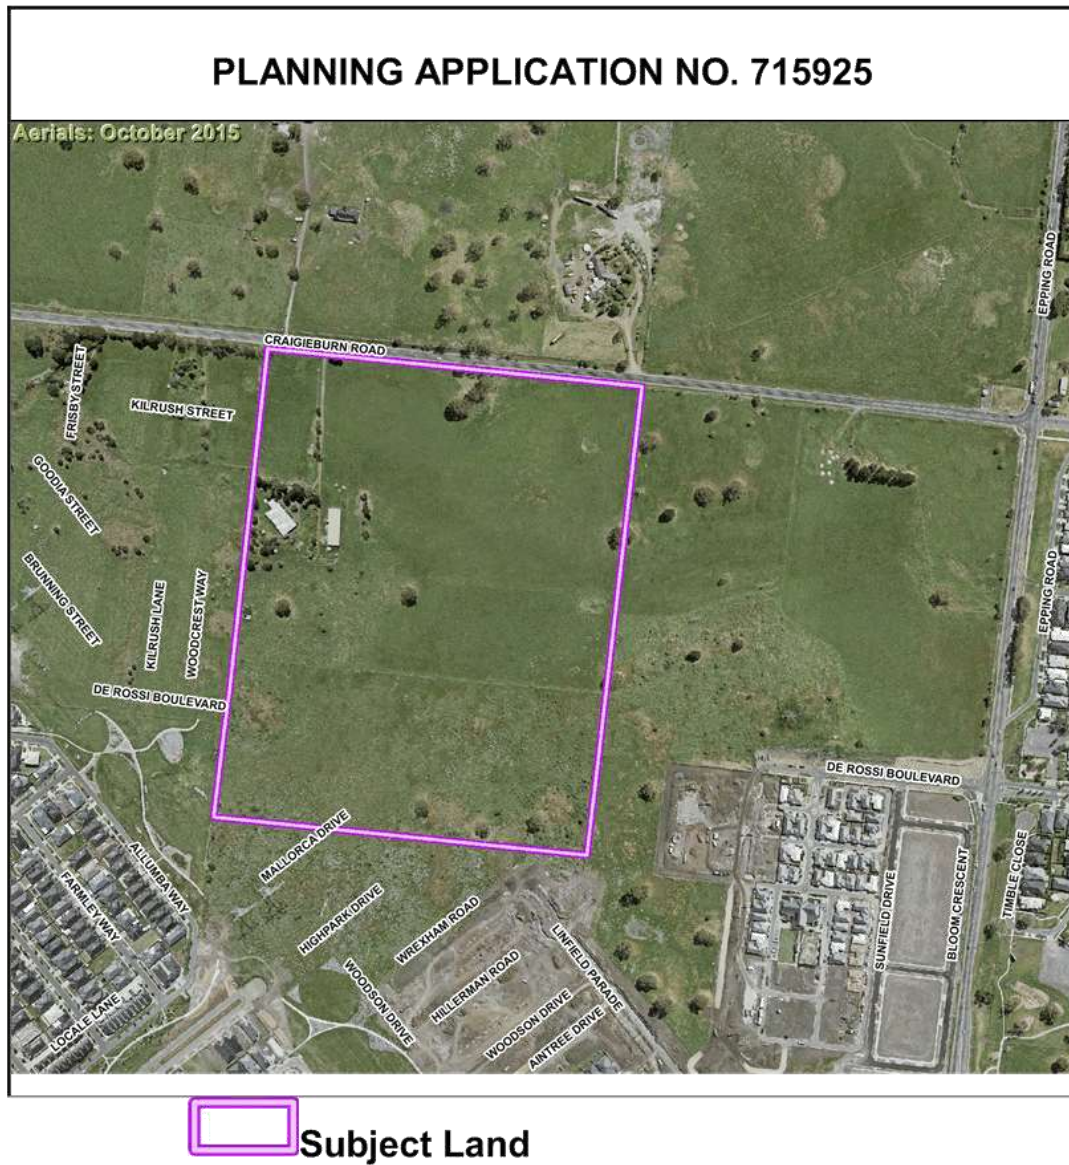 PLANNING APPLICATION NO. 715925
Aerials: October 2015
EPPING ROAD
CRAIGIEBURN ROAD
FRISBY STREET
KILRUSH STREET
GOODIA STREET
BRUNNING STREET
KILRUSH LANE
WOODCREST WAY
EPPING ROAD
DE ROSSI BOULEVARD
DE ROSSI BOULEVARD
MALLORCA DRIVE
ALLUMBA WAY
FARMLEY WAY
HIGHPARK DRIVE
WREXHAM ROAD
SUNFIELD DRIVE
BLOOM CRESCENT
TIMBLE CLOSE
LINFIELD PARADE
HILLERMAN ROAD
WOODSON DRIVE
WOODSON DRIVE
AINTREE DRIVE
LOCALE LANE
Subject Land